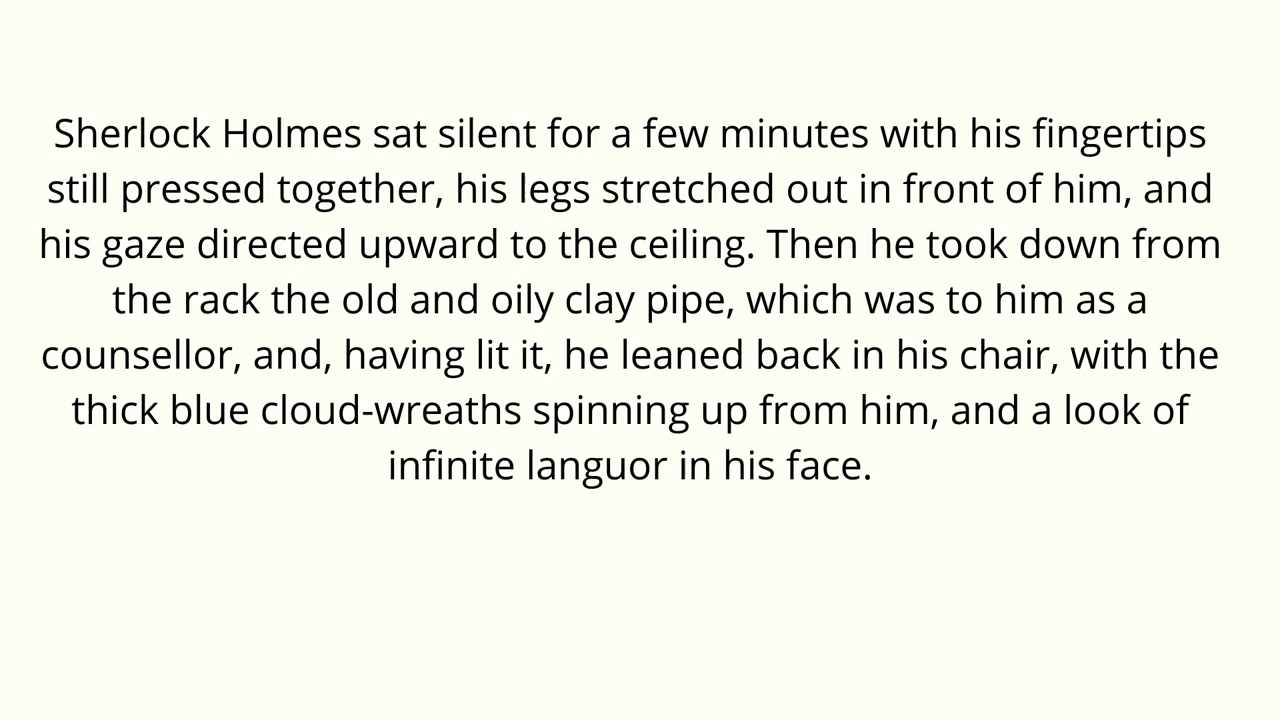 Sherlock Holmes sat silent for a few minutes with his fingertips
still pressed together, his legs stretched out in front of him, and
his gaze directed upward to the ceiling. Then he took down from
the rack the old and oily clay pipe, which was to him as a
counsellor, and, having lit it, he leaned back in his chair, with the
thick blue cloud-wreaths spinning up from him, and a look of
infinite languor in his face.